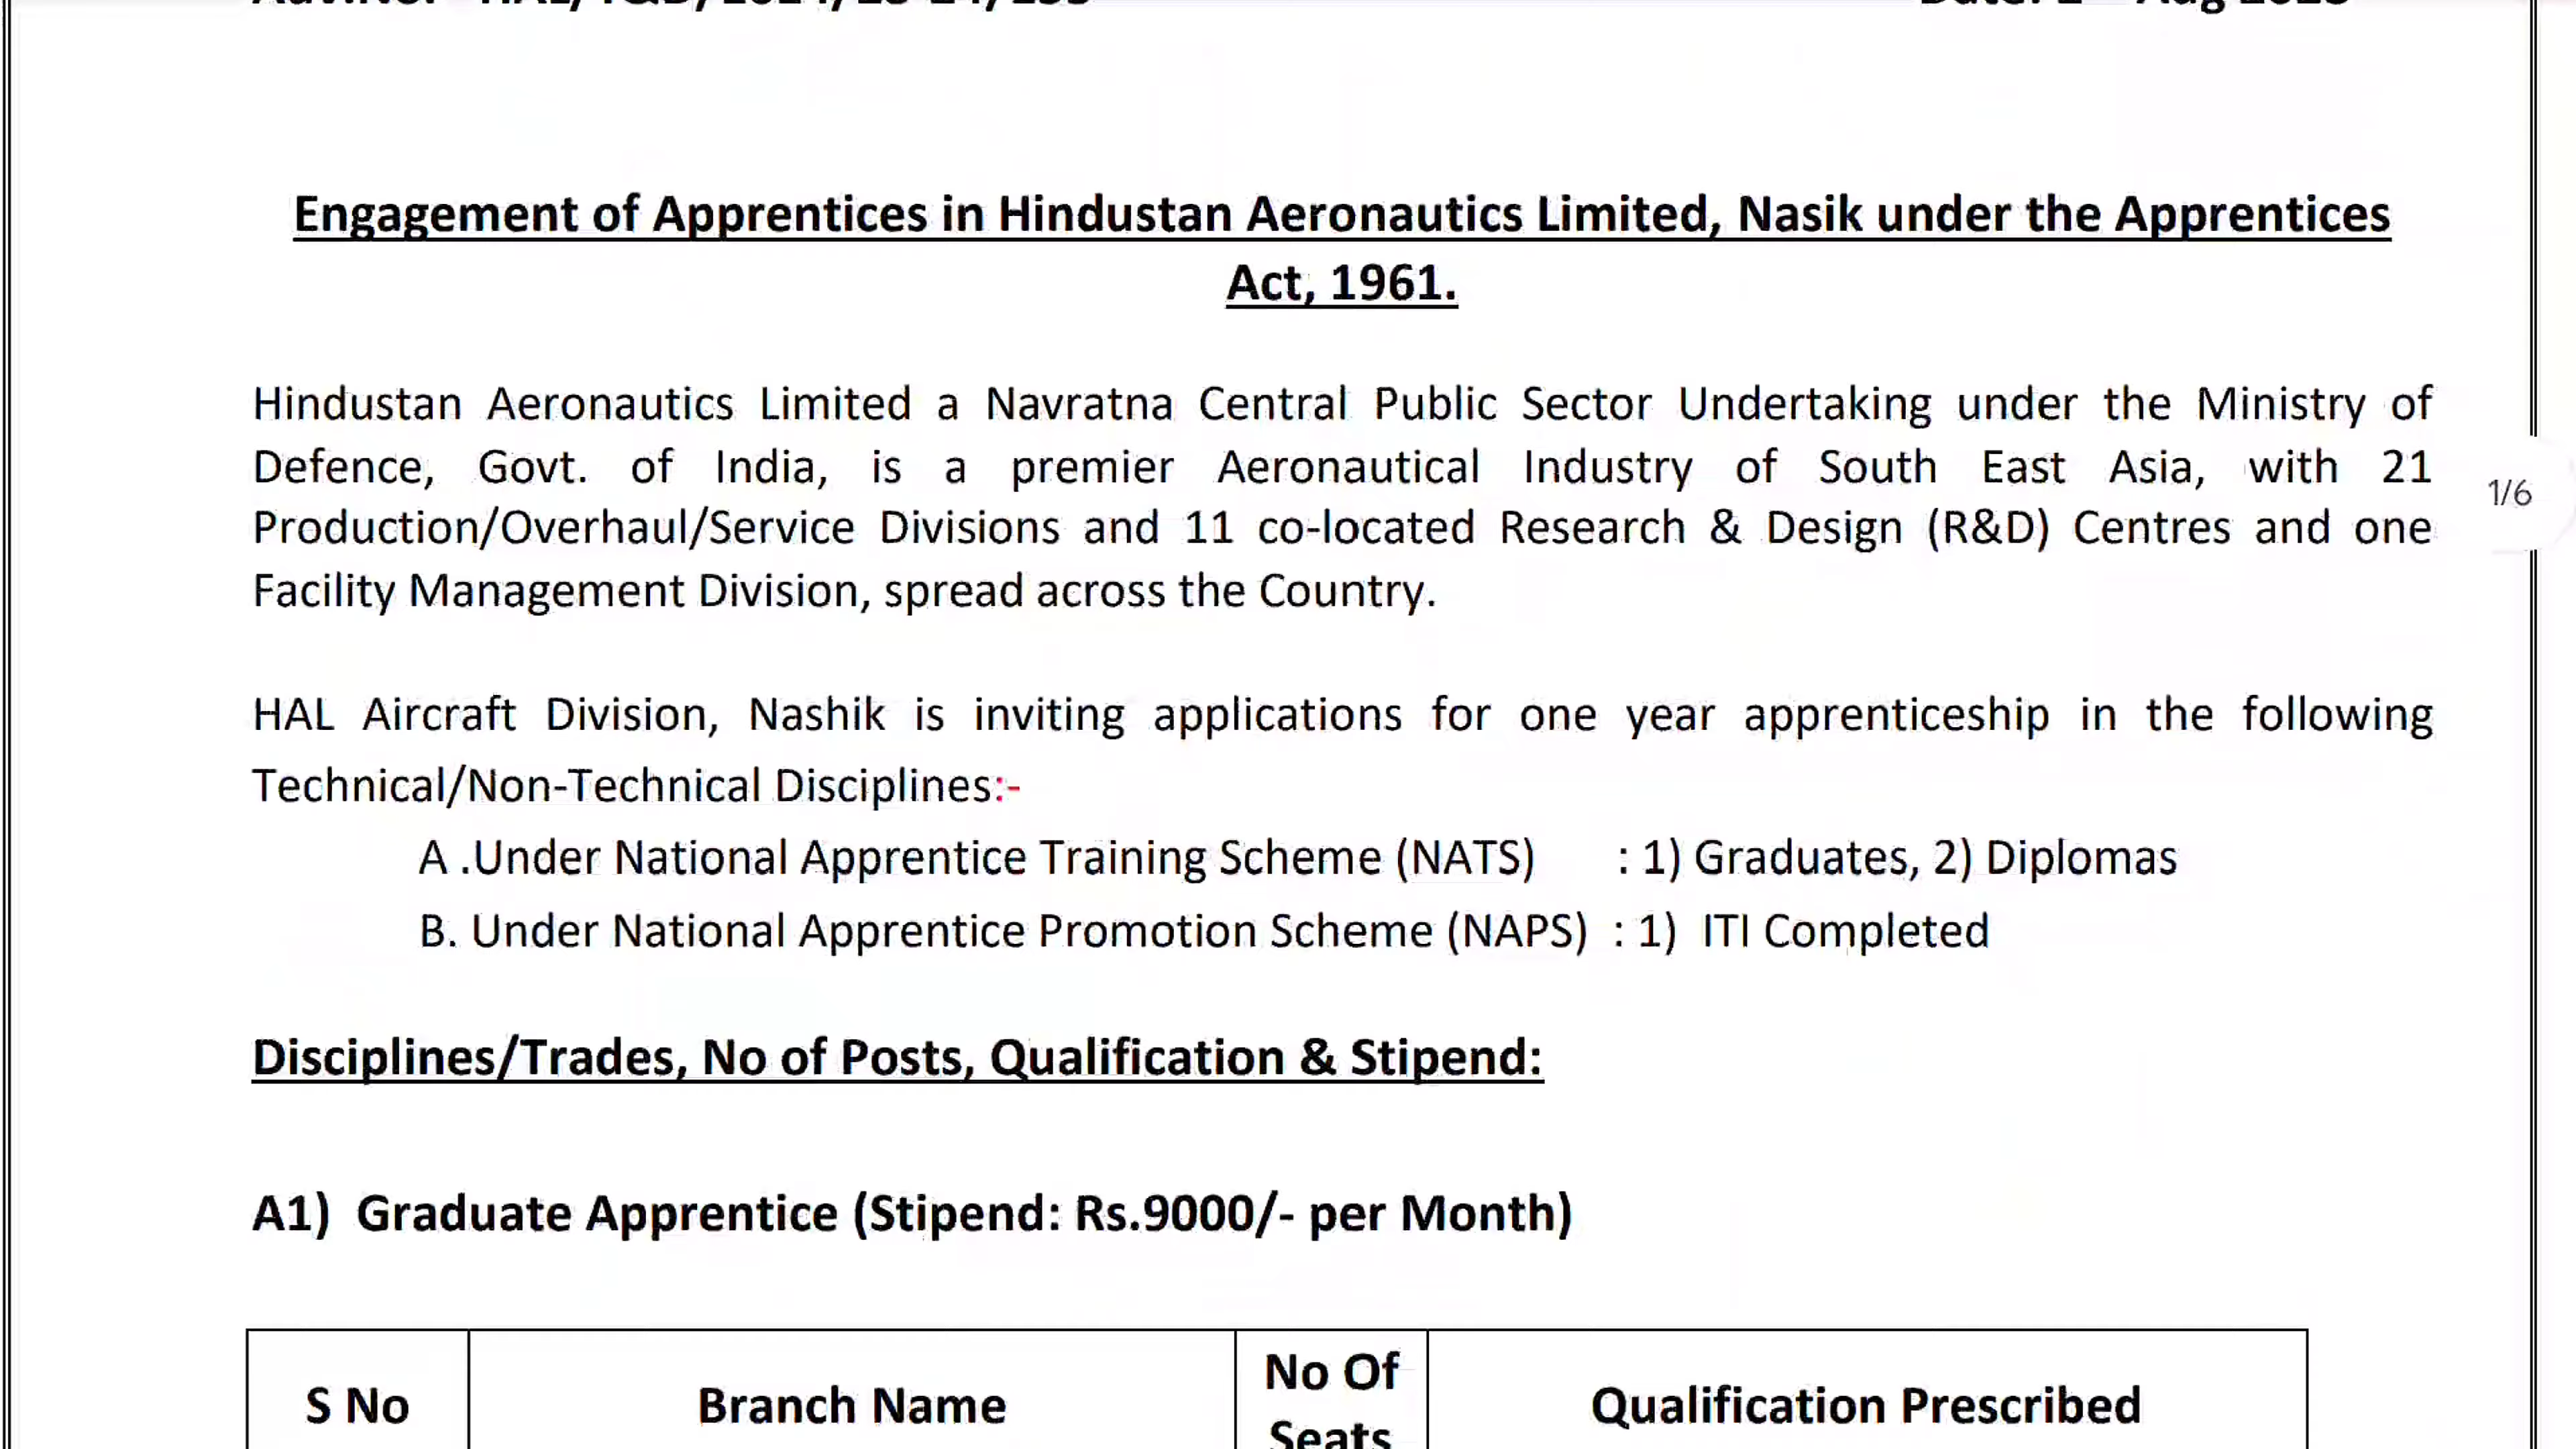 Engagement of Apprentices in Hindustan Aeronautics Limited, Nasik under the Apprentices
Act, 1961.
Hindustan Aeronautics Limited a Navratna Central Public Sector Undertaking under the Ministry of
Defence, Govt. of India, is a premier Aeronautical Industry of South East Asia, with 21
Production/Overhaul/Service Divisions and 11 co-located Research & Design (R&D) Centres and one
Facility Management Division, spread across the Country.
1/6
HAL Aircraft Division, Nashik is inviting applications for one year apprenticeship in the following
Technical/Non-Technical Disciplines:-
A .Under National Apprentice Training Scheme (NATS) : 1) Graduates, 2) Diplomas
B. Under National Apprentice Promotion Scheme (NAPS) : 1) ITI Completed
Disciplines/Trades, No of Posts, Qualification & Stipend:
A1) Graduate Apprentice (Stipend: Rs.9000/- per Month)
S No Branch Name No Of Seats Qualification Prescribed